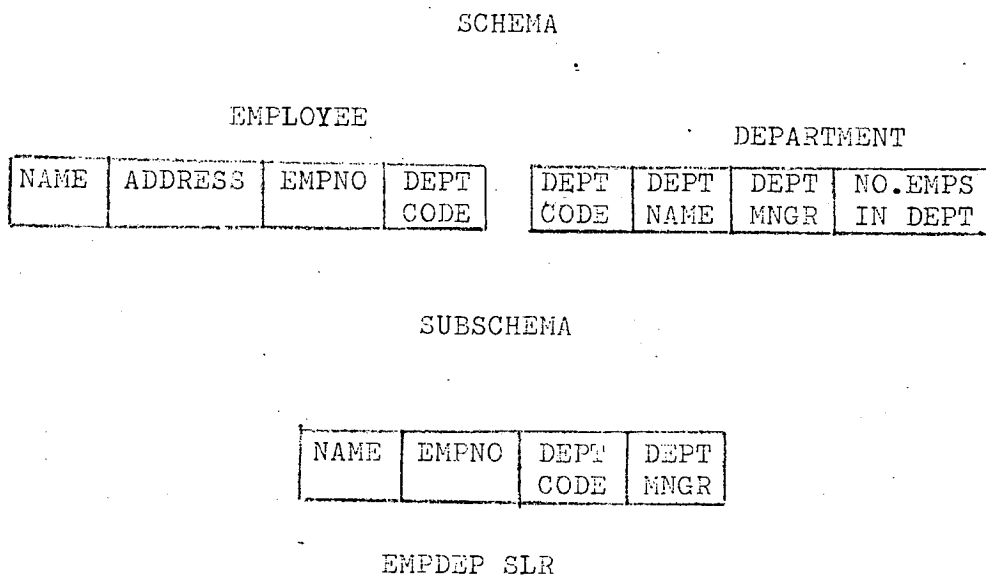 SCHEMA
EMPLOYEE
DEPARTMENT
NAME ADDRESS EMPNO DEPT CODE
DEPT CODE DEPT NAME DEPT MNGR NO.EMPS IN DEPT
SUBSCHEMA
NAME EMPNO DEPT CODE DEPT MNGR
EMPDEP SLR